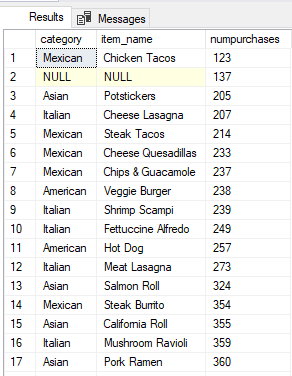 Results Messages
category item_name numpurchases
1 Mexican Chicken Tacos 123
2 NULL NULL 137
3 Asian Potstickers 205
4 Italian Cheese Lasagna 207
5 Mexican Steak Tacos 214
6 Mexican Cheese Quesadillas 233
7 Mexican Chips & Guacamole 237
8 American Veggie Burger 238
9 Italian Shrimp Scampi 239
10 Italian Fettuccine Alfredo 249
11 American Hot Dog 257
12 Italian Meat Lasagna 273
13 Asian Salmon Roll 324
14 Mexican Steak Burrito 354
15 Asian California Roll 355
16 Italian Mushroom Ravioli 359
17 Asian Pork Ramen 360